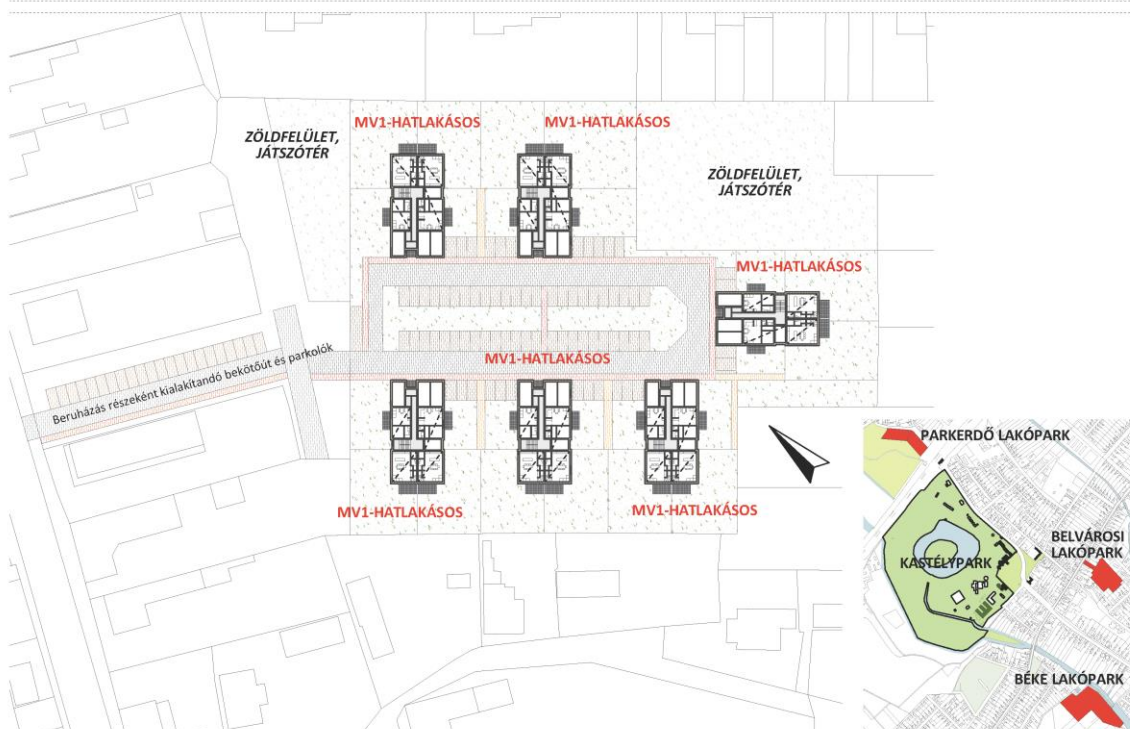 MV1-HATLAKÁSOS
MV1-HATLAKÁSOS
ZÖLDFELÜLET,
JÁTSZÓTÉR
ZÖLDFELÜLET,
JÁTSZÓTÉR
MV1-HATLAKÁSOS
MV1-HATLAKÁSOS
Beruházás részeként kialakítandó bekötőút és parkolók
MV1-HATLAKÁSOS
MV1-HATLAKÁSOS
PARKERDŐ LAKÓPARK
BELVÁROSI
LAKÓPARK
KASTÉLYPARK
BÉKE LAKÓPARK